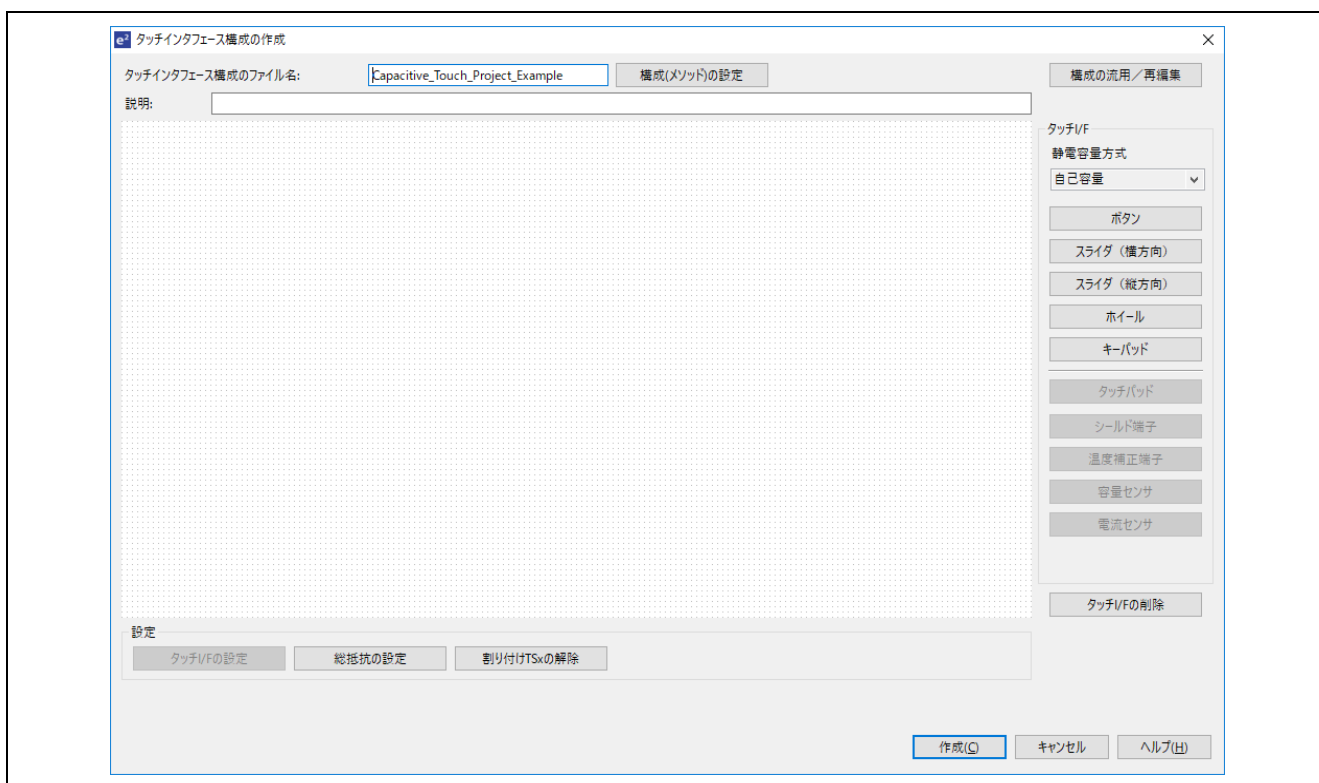 e² タッチインタフェース構成の作成
タッチインタフェース構成のファイル名: Capacitive_Touch_Project_Example 構成(メソッド)の設定 構成の流用／再編集
説明:
タッチI/F
静電容量方式
自己容量
ボタン
スライダ（横方向）
スライダ（縦方向）
ホイール
キーパッド
タッチパッド
シールド端子
温度補正端子
容量センサ
電流センサ
タッチI/Fの削除
設定
タッチI/Fの設定 総抵抗の設定 割り付けTSxの解除
作成(C) キャンセル ヘルプ(H)